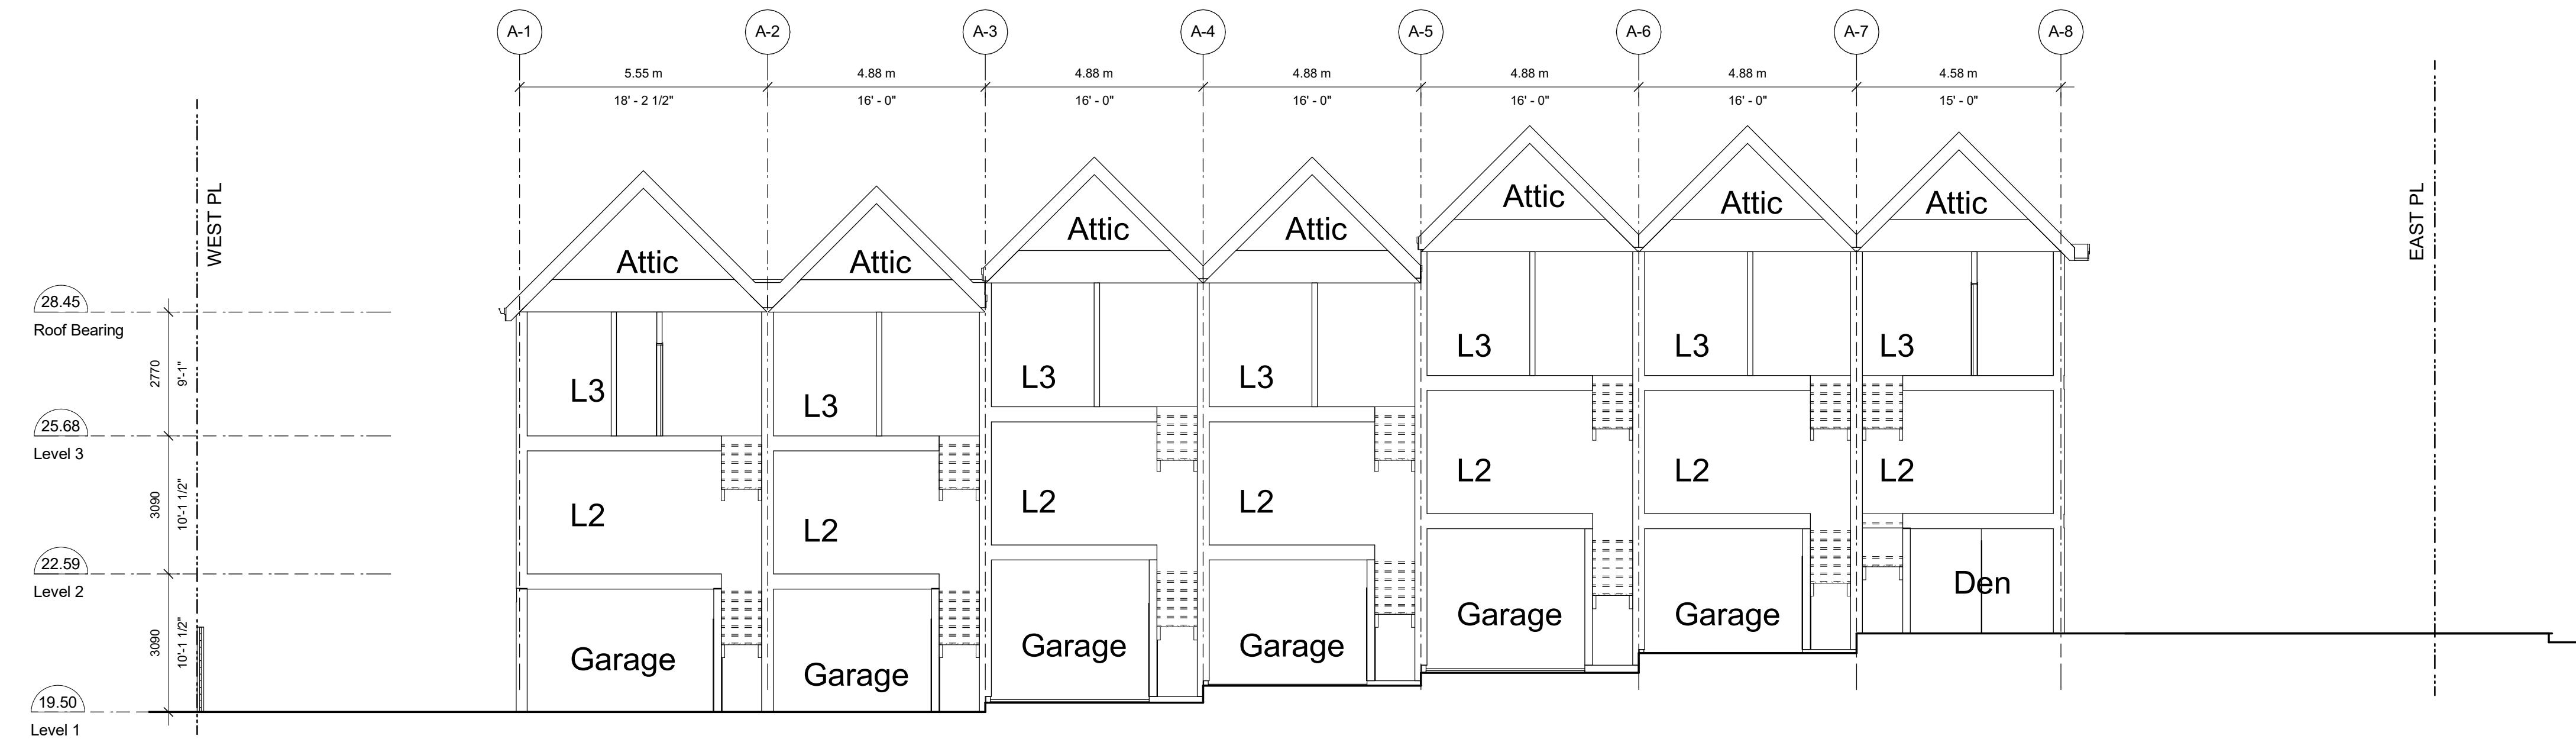 A-1 A-2 A-3 A-4 A-5 A-6 A-7 A-8
5.55 m 4.88 m 4.88 m 4.88 m 4.88 m 4.88 m 4.58 m
18' - 2 1/2" 16' - 0" 16' - 0" 16' - 0" 16' - 0" 16' - 0" 15' - 0"
WEST PL
EAST PL
Attic Attic Attic Attic Attic Attic Attic
28.45
Roof Bearing
2770
9'-1"
L3 L3 L3 L3 L3 L3 L3
25.68
Level 3
3090
10'-1 1/2"
L2 L2 L2 L2 L2 L2 L2
22.59
Level 2
3090
10'-1 1/2"
Garage Garage Garage Garage Garage Garage Den
19.50
Level 1